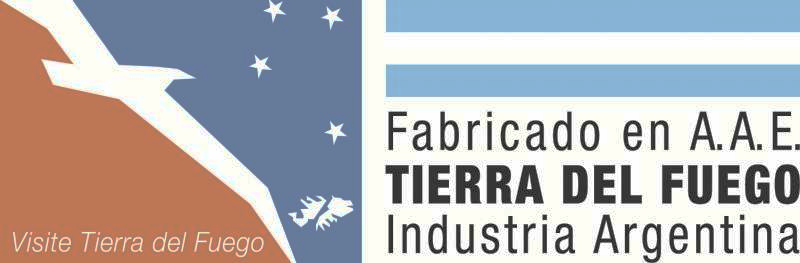 Visite Tierra del Fuego
Fabricado en A.A.E.
TIERRA DEL FUEGO
Industria Argentina